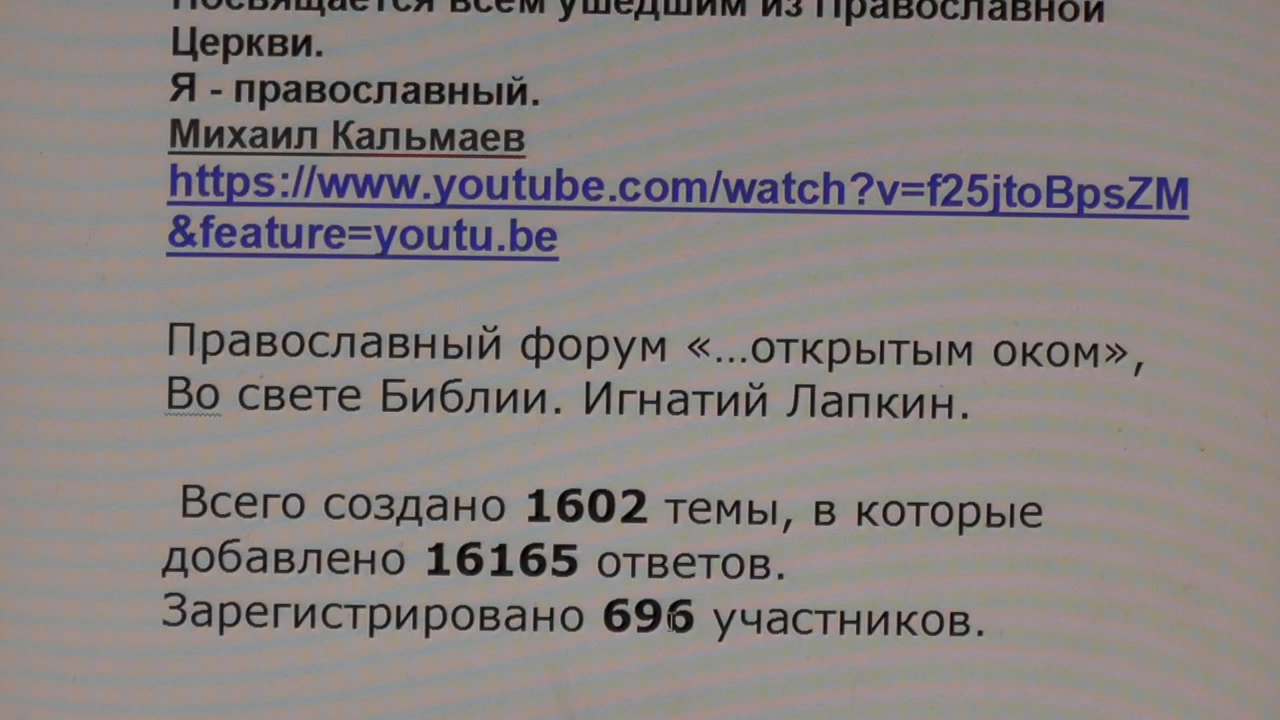 Посвящается всем ушедшим из Православной
Церкви.
Я - православный.
Михаил Кальмаев
https://www.youtube.com/watch?v=f25jtoBpsZM
&feature=youtu.be
Православный форум «...открытым оком»,
Во свете Библии. Игнатий Лапкин.
Всего создано 1602 темы, в которые
добавлено 16165 ответов.
Зарегистрировано 696 участников.